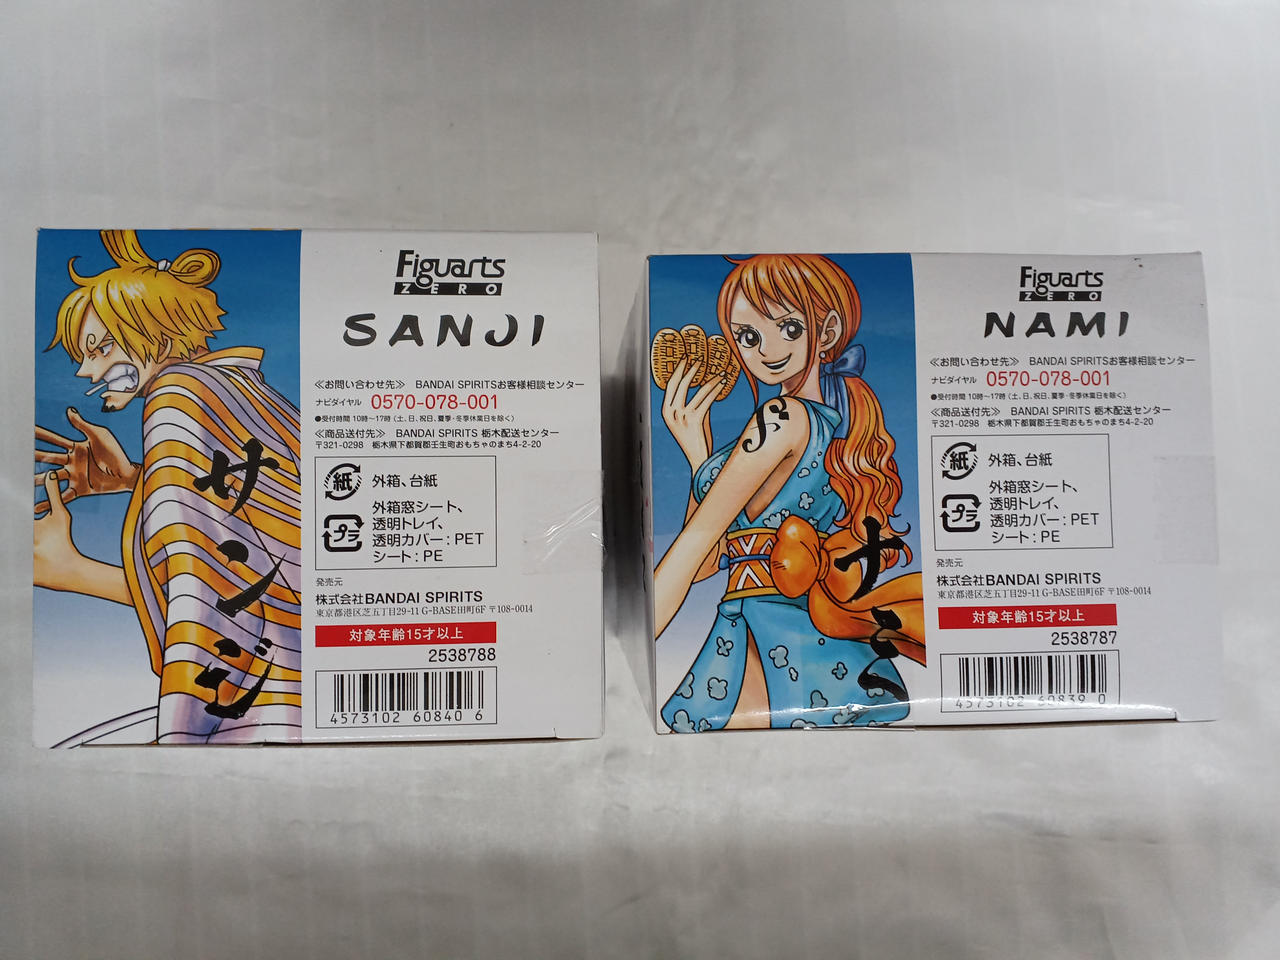 Figuarts
ZERO
SANJI
≪お問い合わせ先≫ BANDAI SPIRITSお客様相談センター
ナビダイヤル 0570-078-001
●受付時間 10時～17時(土、日、祝日、夏季・冬季休業日を除く)
≪商品送付先≫ BANDAI SPIRITS 栃木配送センター
〒321-0298 栃木県下都賀郡壬生町おもちゃのまち4-2-20
紙 外箱、台紙
プラ 外箱窓シート、
透明トレイ、
透明カバー：PET
シート：PE
発売元
株式会社BANDAI SPIRITS
東京都港区芝五丁目29-11 G-BASE田町6F 〒108-0014
対象年齢15才以上
2538788
4573102 60840 6
サンジ
Figuarts
ZERO
NAMI
≪お問い合わせ先≫ BANDAI SPIRITSお客様相談センター
ナビダイヤル 0570-078-001
●受付時間 10時～17時(土、日、祝日、夏季・冬季休業日を除く)
≪商品送付先≫ BANDAI SPIRITS 栃木配送センター
〒321-0298 栃木県下都賀郡壬生町おもちゃのまち4-2-20
紙 外箱、台紙
プラ 外箱窓シート、
透明トレイ、
透明カバー：PET
シート：PE
発売元
株式会社BANDAI SPIRITS
東京都港区芝五丁目29-11 G-BASE田町6F 〒108-0014
対象年齢15才以上
2538787
4573102 60839 0
ナミ